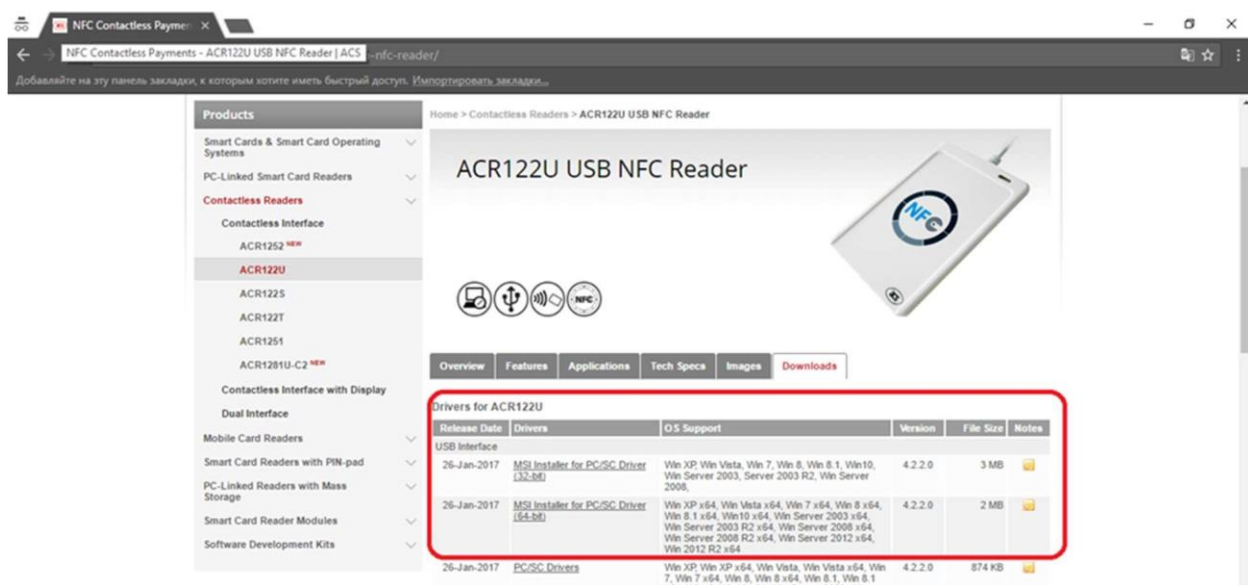 NFC Contactless Paymen
NFC Contactless Payments - ACR122U USB NFC Reader | ACS
-nfc-reader/
Добавляйте на эту панель закладки, к которым хотите иметь быстрый доступ. Импортировать закладки...
Products
Smart Cards & Smart Card Operating
Systems
PC-Linked Smart Card Readers
Contactless Readers
Contactless Interface
ACR1252 NEW
ACR122U
ACR122S
ACR122T
ACR1251
ACR1281U-C2 NEW
Contactless Interface with Display
Dual Interface
Mobile Card Readers
Smart Card Readers with PIN-pad
PC-Linked Readers with Mass
Storage
Smart Card Reader Modules
Software Development Kits
Home > Contactless Readers > ACR122U USB NFC Reader
ACR122U USB NFC Reader
NFC
NFC
Overview Features Applications Tech Specs Images Downloads
Drivers for ACR122U
Release Date Drivers OS Support Version File Size Notes
USB Interface
26-Jan-2017 MSI Installer for PC/SC Driver Win XP, Win Vista, Win 7, Win 8, Win 8.1, Win10, 4.2.2.0 3 MB
(32-bit) Win Server 2003, Server 2003 R2, Win Server
2008,
26-Jan-2017 MSI Installer for PC/SC Driver Win XP x64, Win Vista x64, Win 7 x64, Win 8 x64, 4.2.2.0 2 MB
(64-bit) Win 8.1 x64, Win10 x64, Win Server 2003 x64,
Win Server 2003 R2 x64, Win Server 2008 x64,
Win Server 2008 R2 x64, Win Server 2012 x64,
Win 2012 R2 x64
26-Jan-2017 PC/SC Drivers Win XP, Win XP x64, Win Vista, Win Vista x64, Win 4.2.2.0 874 KB
7, Win 7 x64, Win 8, Win 8 x64, Win 8.1, Win 8.1